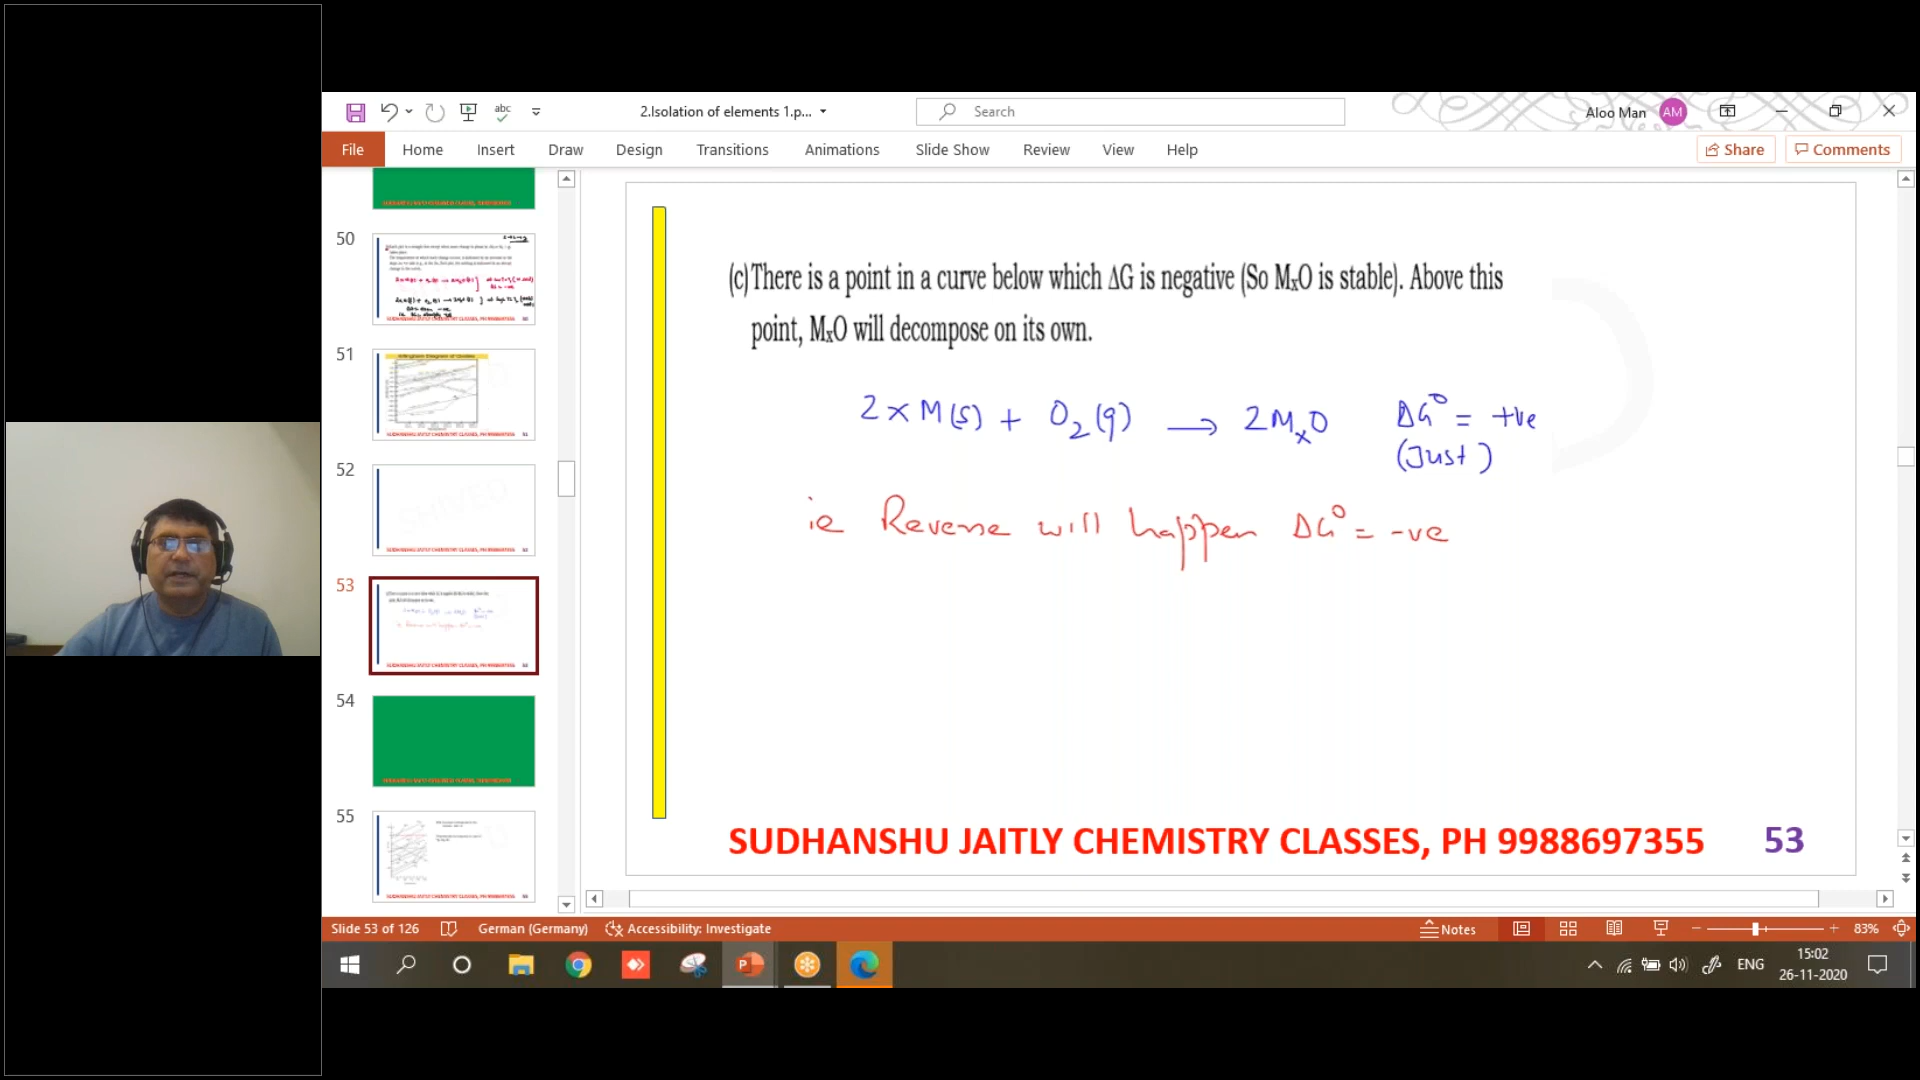 2.Isolation of elements 1.p...
Search
Aloo Man
AM
File Home Insert Draw Design Transitions Animations Slide Show Review View Help
Share
Comments
50
51
52
53
54
55
(c) There is a point in a curve below which ΔG is negative (So MxO is stable). Above this
point, MxO will decompose on its own.
2xM(s) + O₂(g) → 2MₓO ΔG° = +ve
(Just)
ie Reverse will happen ΔG° = -ve
SUDHANSHU JAITLY CHEMISTRY CLASSES, PH 9988697355 53
Slide 53 of 126 German (Germany) Accessibility: Investigate Notes 83%
ENG
15:02
26-11-2020